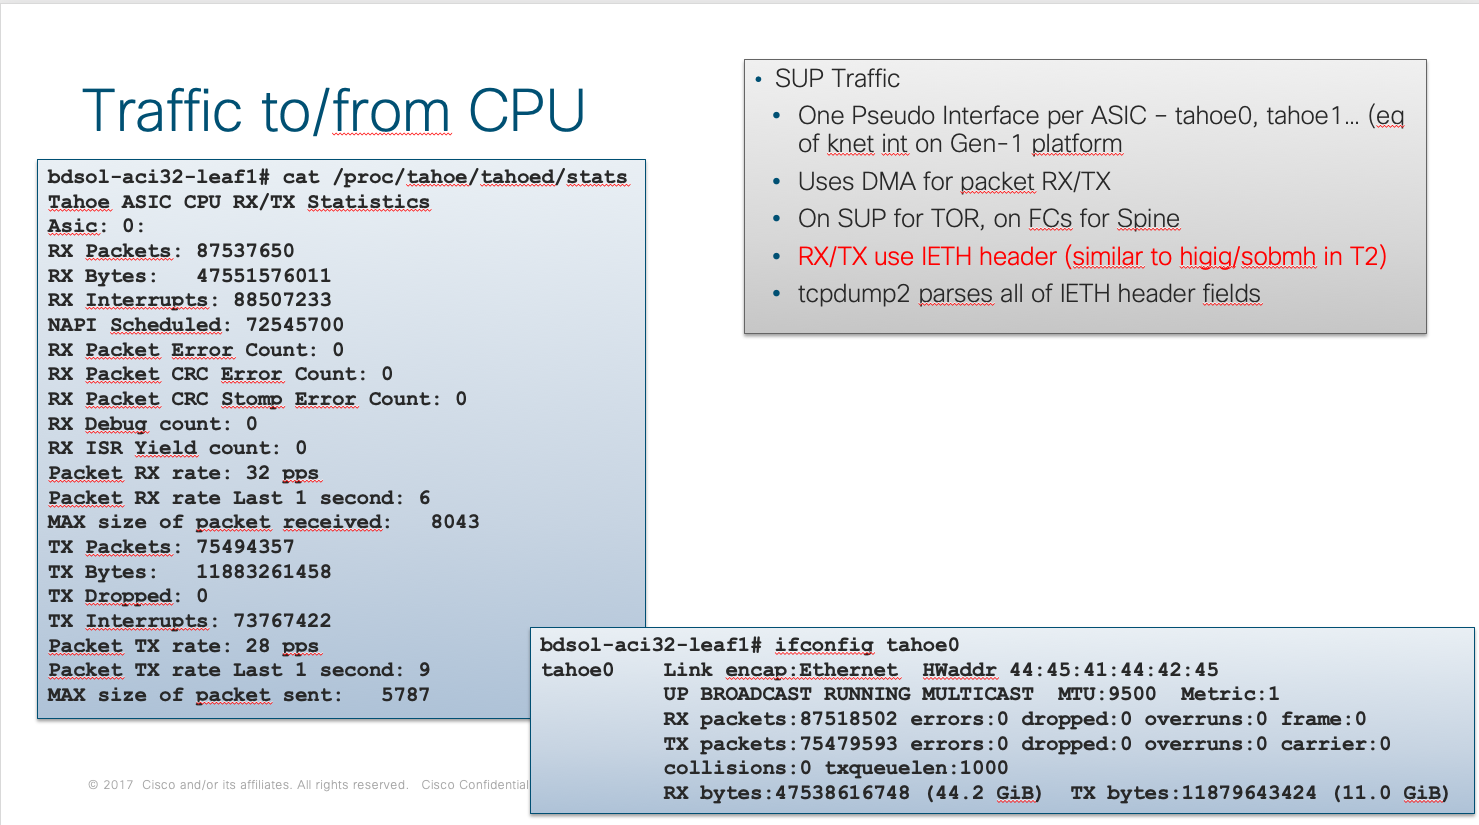 Traffic to/from CPU
bdsol-aci32-leaf1# cat /proc/tahoe/tahoed/stats
Tahoe ASIC CPU RX/TX Statistics
Asic: 0:
RX Packets: 87537650
RX Bytes:   47551576011
RX Interrupts: 88507233
NAPI Scheduled: 72545700
RX Packet Error Count: 0
RX Packet CRC Error Count: 0
RX Packet CRC Stomp Error Count: 0
RX Debug count: 0
RX ISR Yield count: 0
Packet RX rate: 32 pps
Packet RX rate Last 1 second: 6
MAX size of packet received:   8043
TX Packets: 75494357
TX Bytes:   11883261458
TX Dropped: 0
TX Interrupts: 73767422
Packet TX rate: 28 pps
Packet TX rate Last 1 second: 9
MAX size of packet sent:   5787
• SUP Traffic
• One Pseudo Interface per ASIC – tahoe0, tahoe1... (eq
of knet int on Gen-1 platform
• Uses DMA for packet RX/TX
• On SUP for TOR, on FCs for Spine
• RX/TX use IETH header (similar to higig/sobmh in T2)
• tcpdump2 parses all of IETH header fields
bdsol-aci32-leaf1# ifconfig tahoe0
tahoe0    Link encap:Ethernet  HWaddr 44:45:41:44:42:45
UP BROADCAST RUNNING MULTICAST  MTU:9500  Metric:1
RX packets:87518502 errors:0 dropped:0 overruns:0 frame:0
TX packets:75479593 errors:0 dropped:0 overruns:0 carrier:0
collisions:0 txqueuelen:1000
RX bytes:47538616748 (44.2 GiB)  TX bytes:11879643424 (11.0 GiB)
© 2017  Cisco and/or its affiliates. All rights reserved.   Cisco Confidential